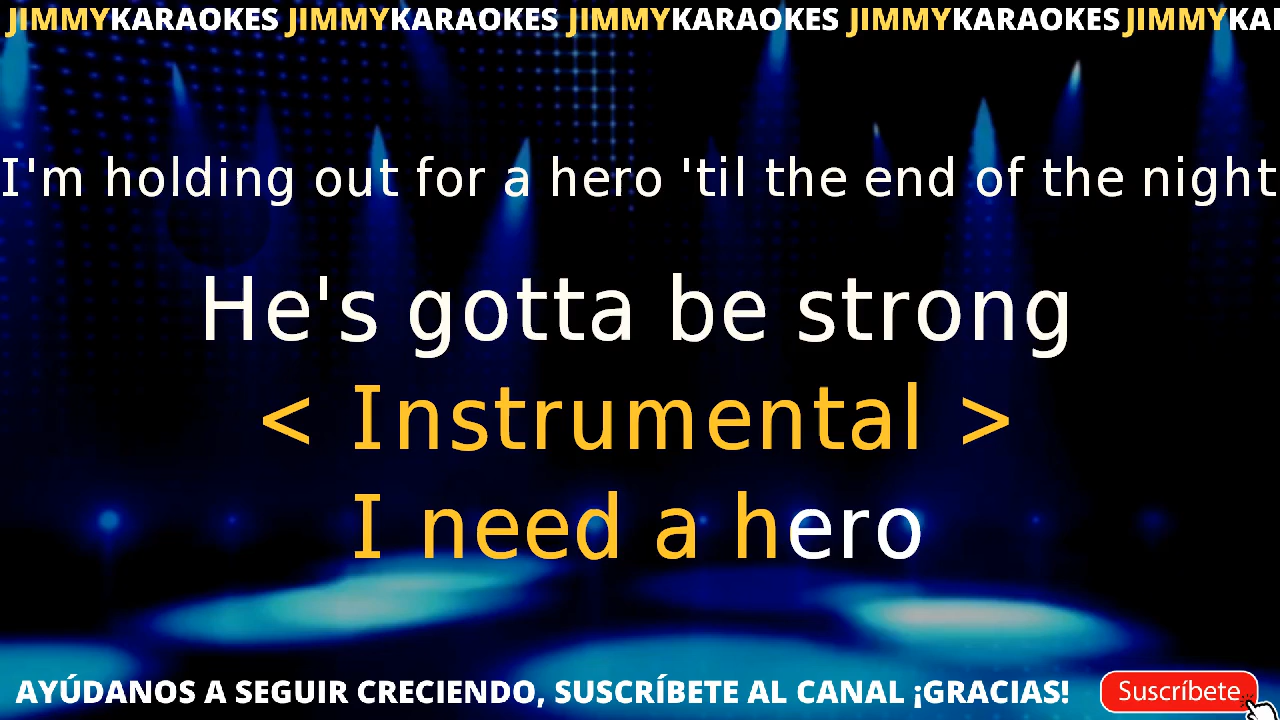 JIMMYKARAOKES JIMMYKARAOKES JIMMYKARAOKES JIMMYKARAOKES JIMMYKAI
I'm holding out for a hero 'til the end of the night
He's gotta be strong
< Instrumental >
I need a hero
AYÚDANOS A SEGUIR CRECIENDO, SUSCRÍBETE AL CANAL ¡GRACIAS! Suscríbete